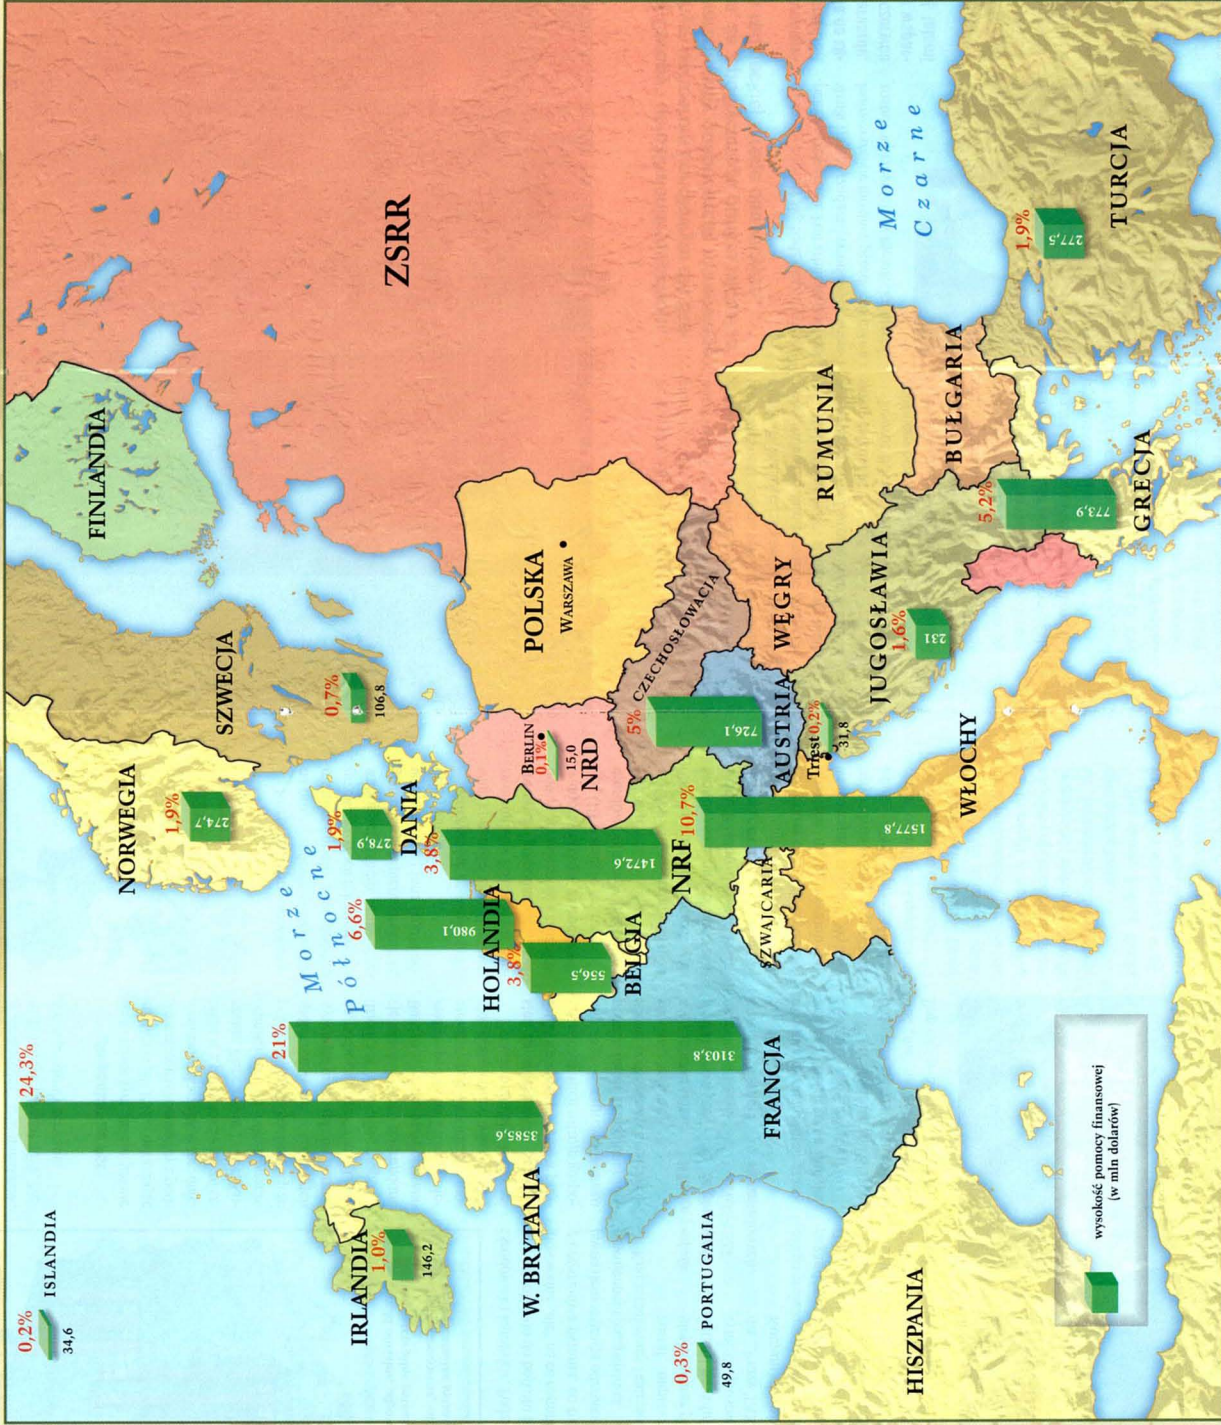 0,2%
ISLANDIA
34,6
24,3%
3585,6
FINLANDIA
NORWEGIA
1,9%
274,7
SZWECJA
0,7%
106,8
Morze
Północne
IRLANDIA
1,0%
146,2
21%
3103,8
6,6%
980,1
1,9%
278,9
DANIA
ZSRR
3,8%
1472,6
HOLANDIA
3,8%
556,5
W. BRYTANIA
BERLIN
0,1%
15,0
NRD
POLSKA
WARSZAWA
BELGIA
5%
726,1
CZECHOSŁOWACJA
0,3%
PORTUGALIA
49,8
NRF
10,7%
1577,8
FRANCJA
SZWAJCARIA
AUSTRIA
WĘGRY
RUMUNIA
Triest 0,2%
31,8
JUGOSŁAWIA
1,6%
231
Morze
Czarne
HISZPANIA
WŁOCHY
BUŁGARIA
5,2%
773,9
GRECJA
1,9%
277,5
TURCJA
wysokość pomocy finansowej
(w mln dolarów)